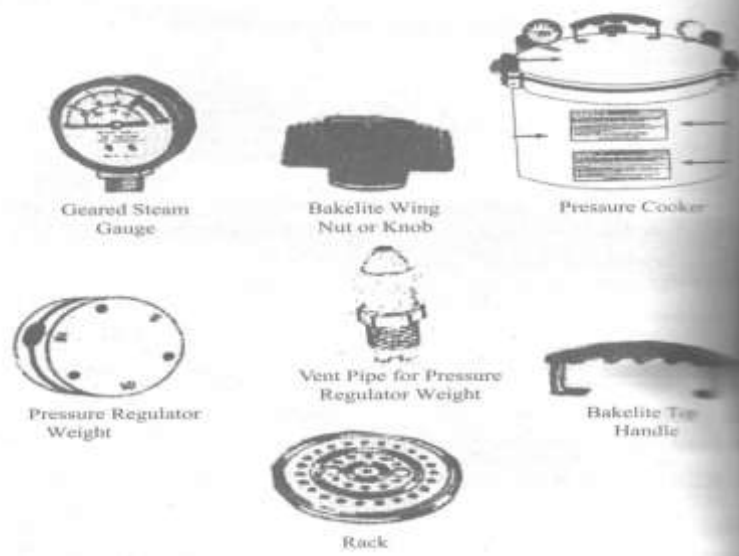 Geared Steam
Gauge
Bakelite Wing
Nut or Knob
Pressure Cooker
Pressure Regulator
Weight
Vent Pipe for Pressure
Regulator Weight
Bakelite Top
Handle
Rack